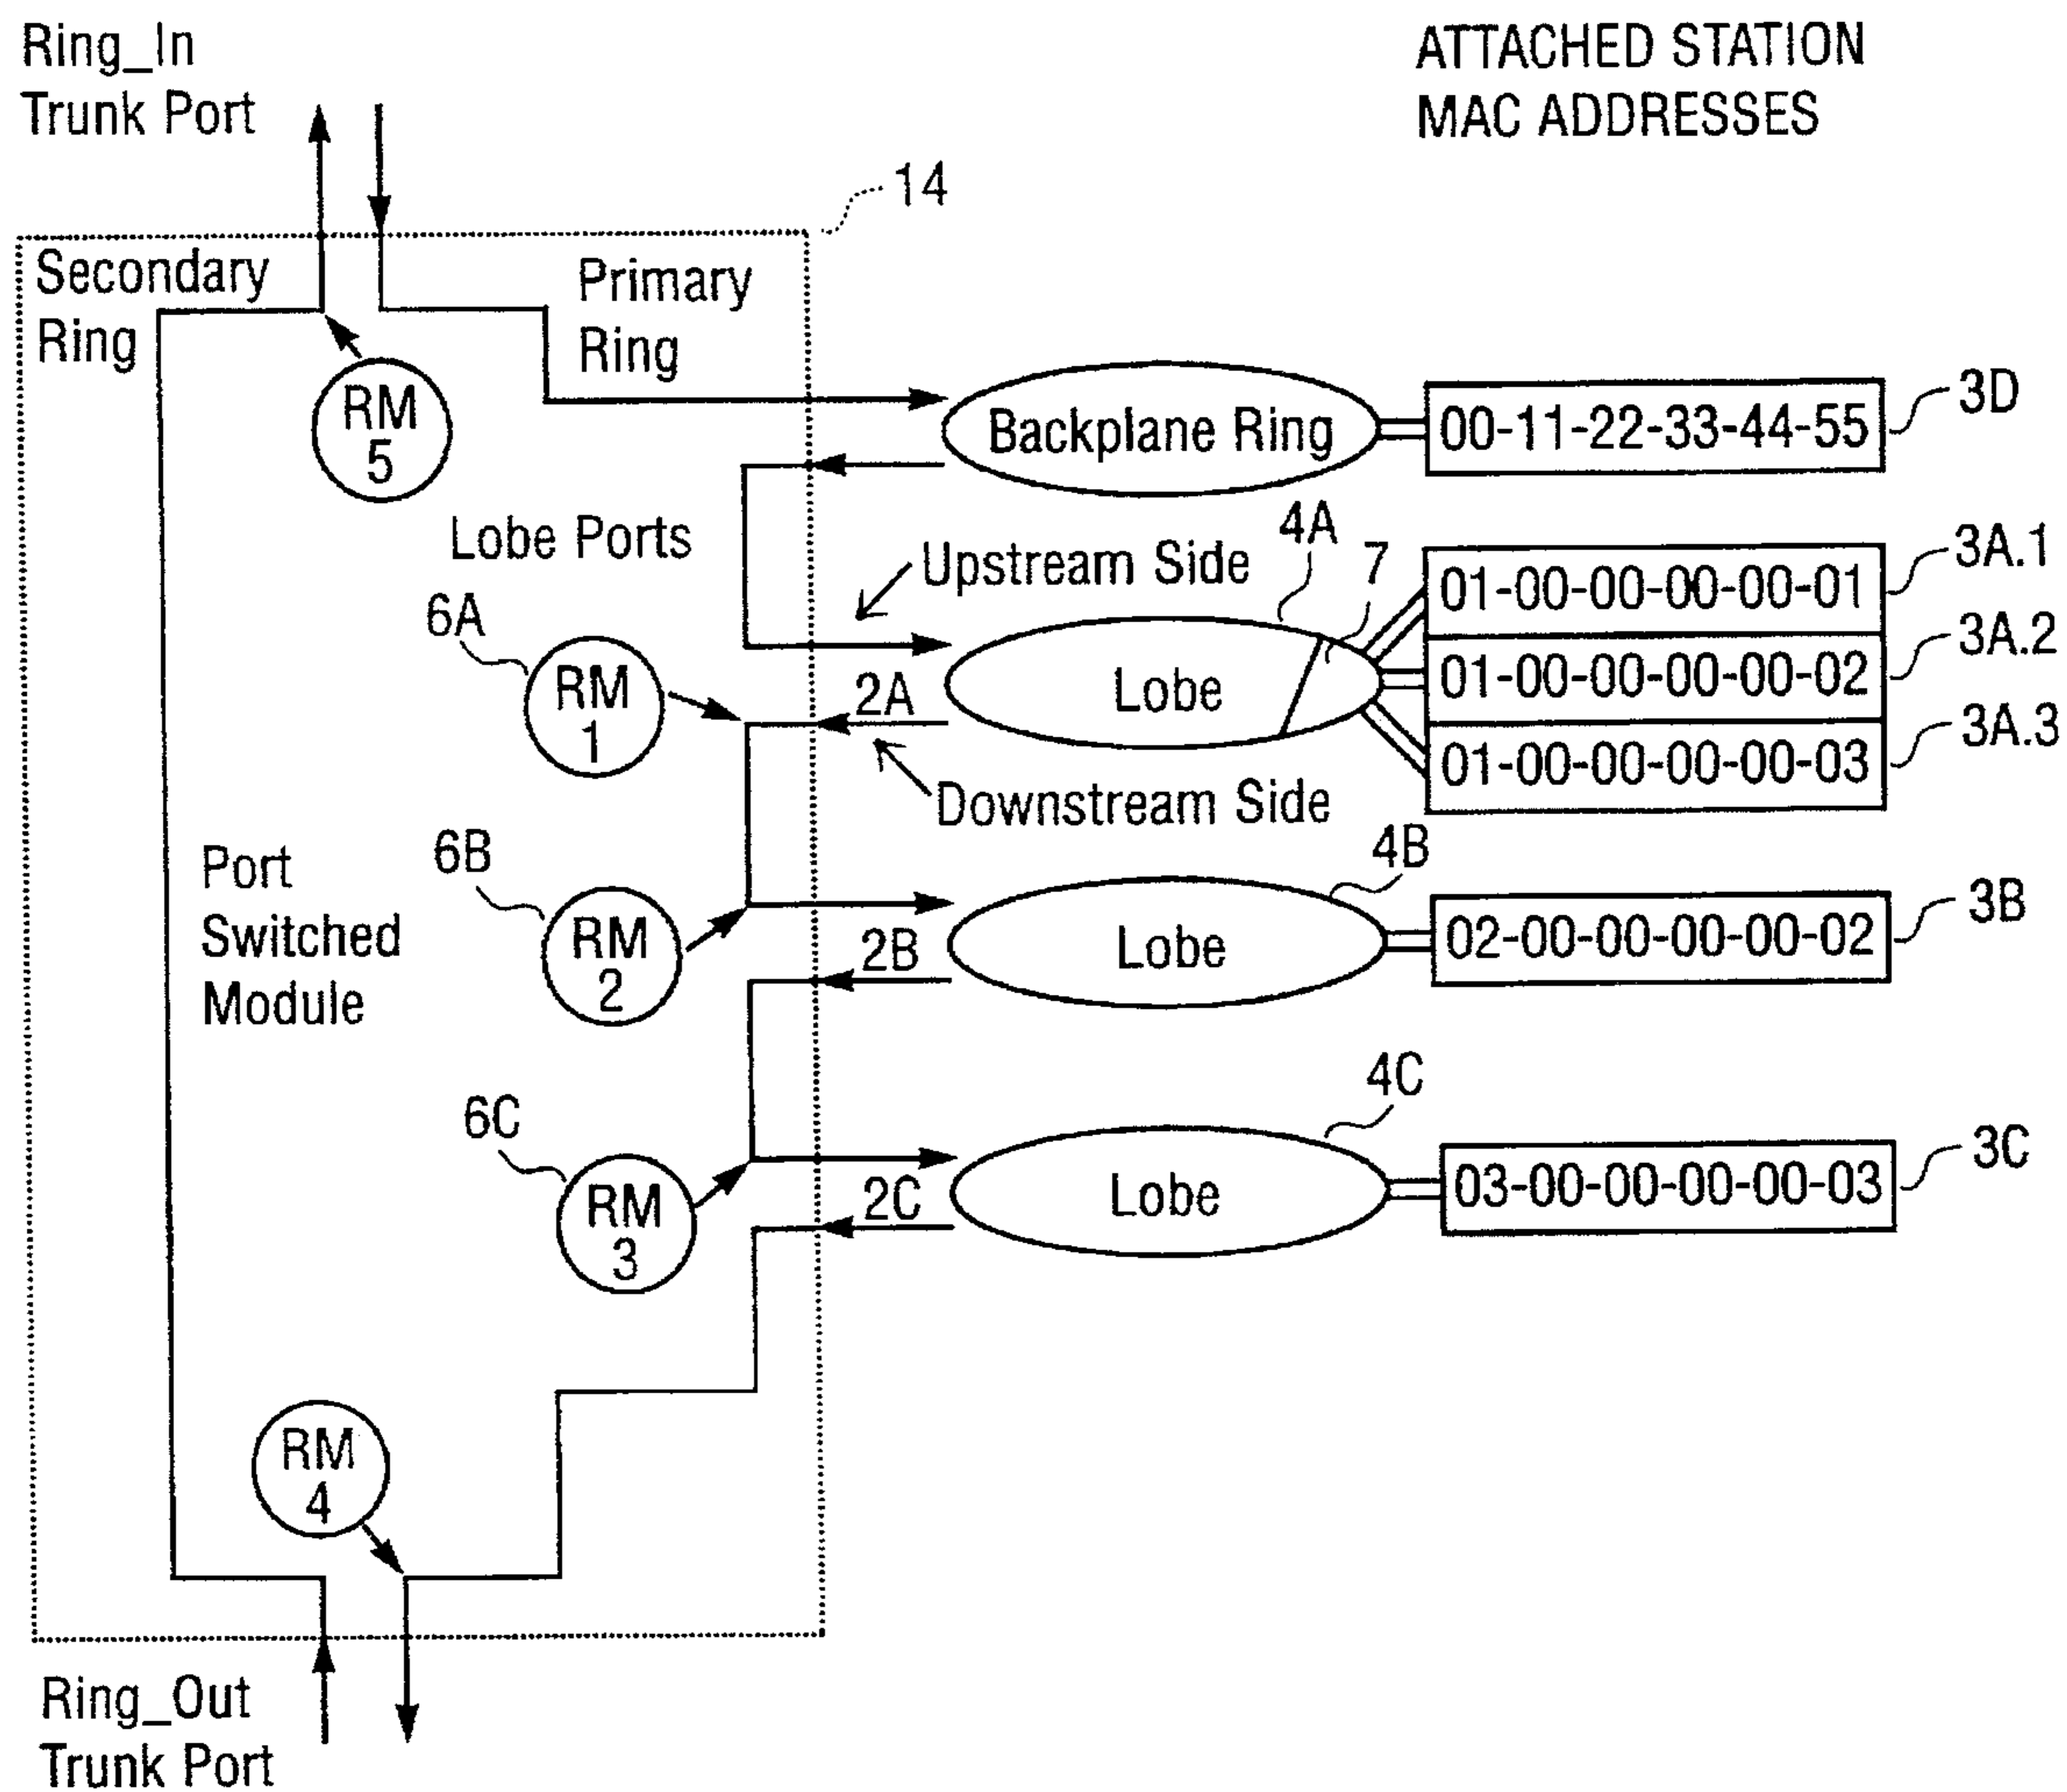 Ring_In
Trunk Port
ATTACHED STATION
MAC ADDRESSES
14
Secondary
Ring
Primary
Ring
RM
5
Backplane Ring
00-11-22-33-44-55
3D
Lobe Ports
Upstream Side
4A
7
01-00-00-00-00-01
3A.1
6A
RM
1
2A
Lobe
01-00-00-00-00-02
3A.2
01-00-00-00-00-03
3A.3
Downstream Side
Port
Switched
Module
6B
RM
2
2B
4B
Lobe
02-00-00-00-00-02
3B
6C
RM
3
2C
4C
Lobe
03-00-00-00-00-03
3C
RM
4
Ring_Out
Trunk Port